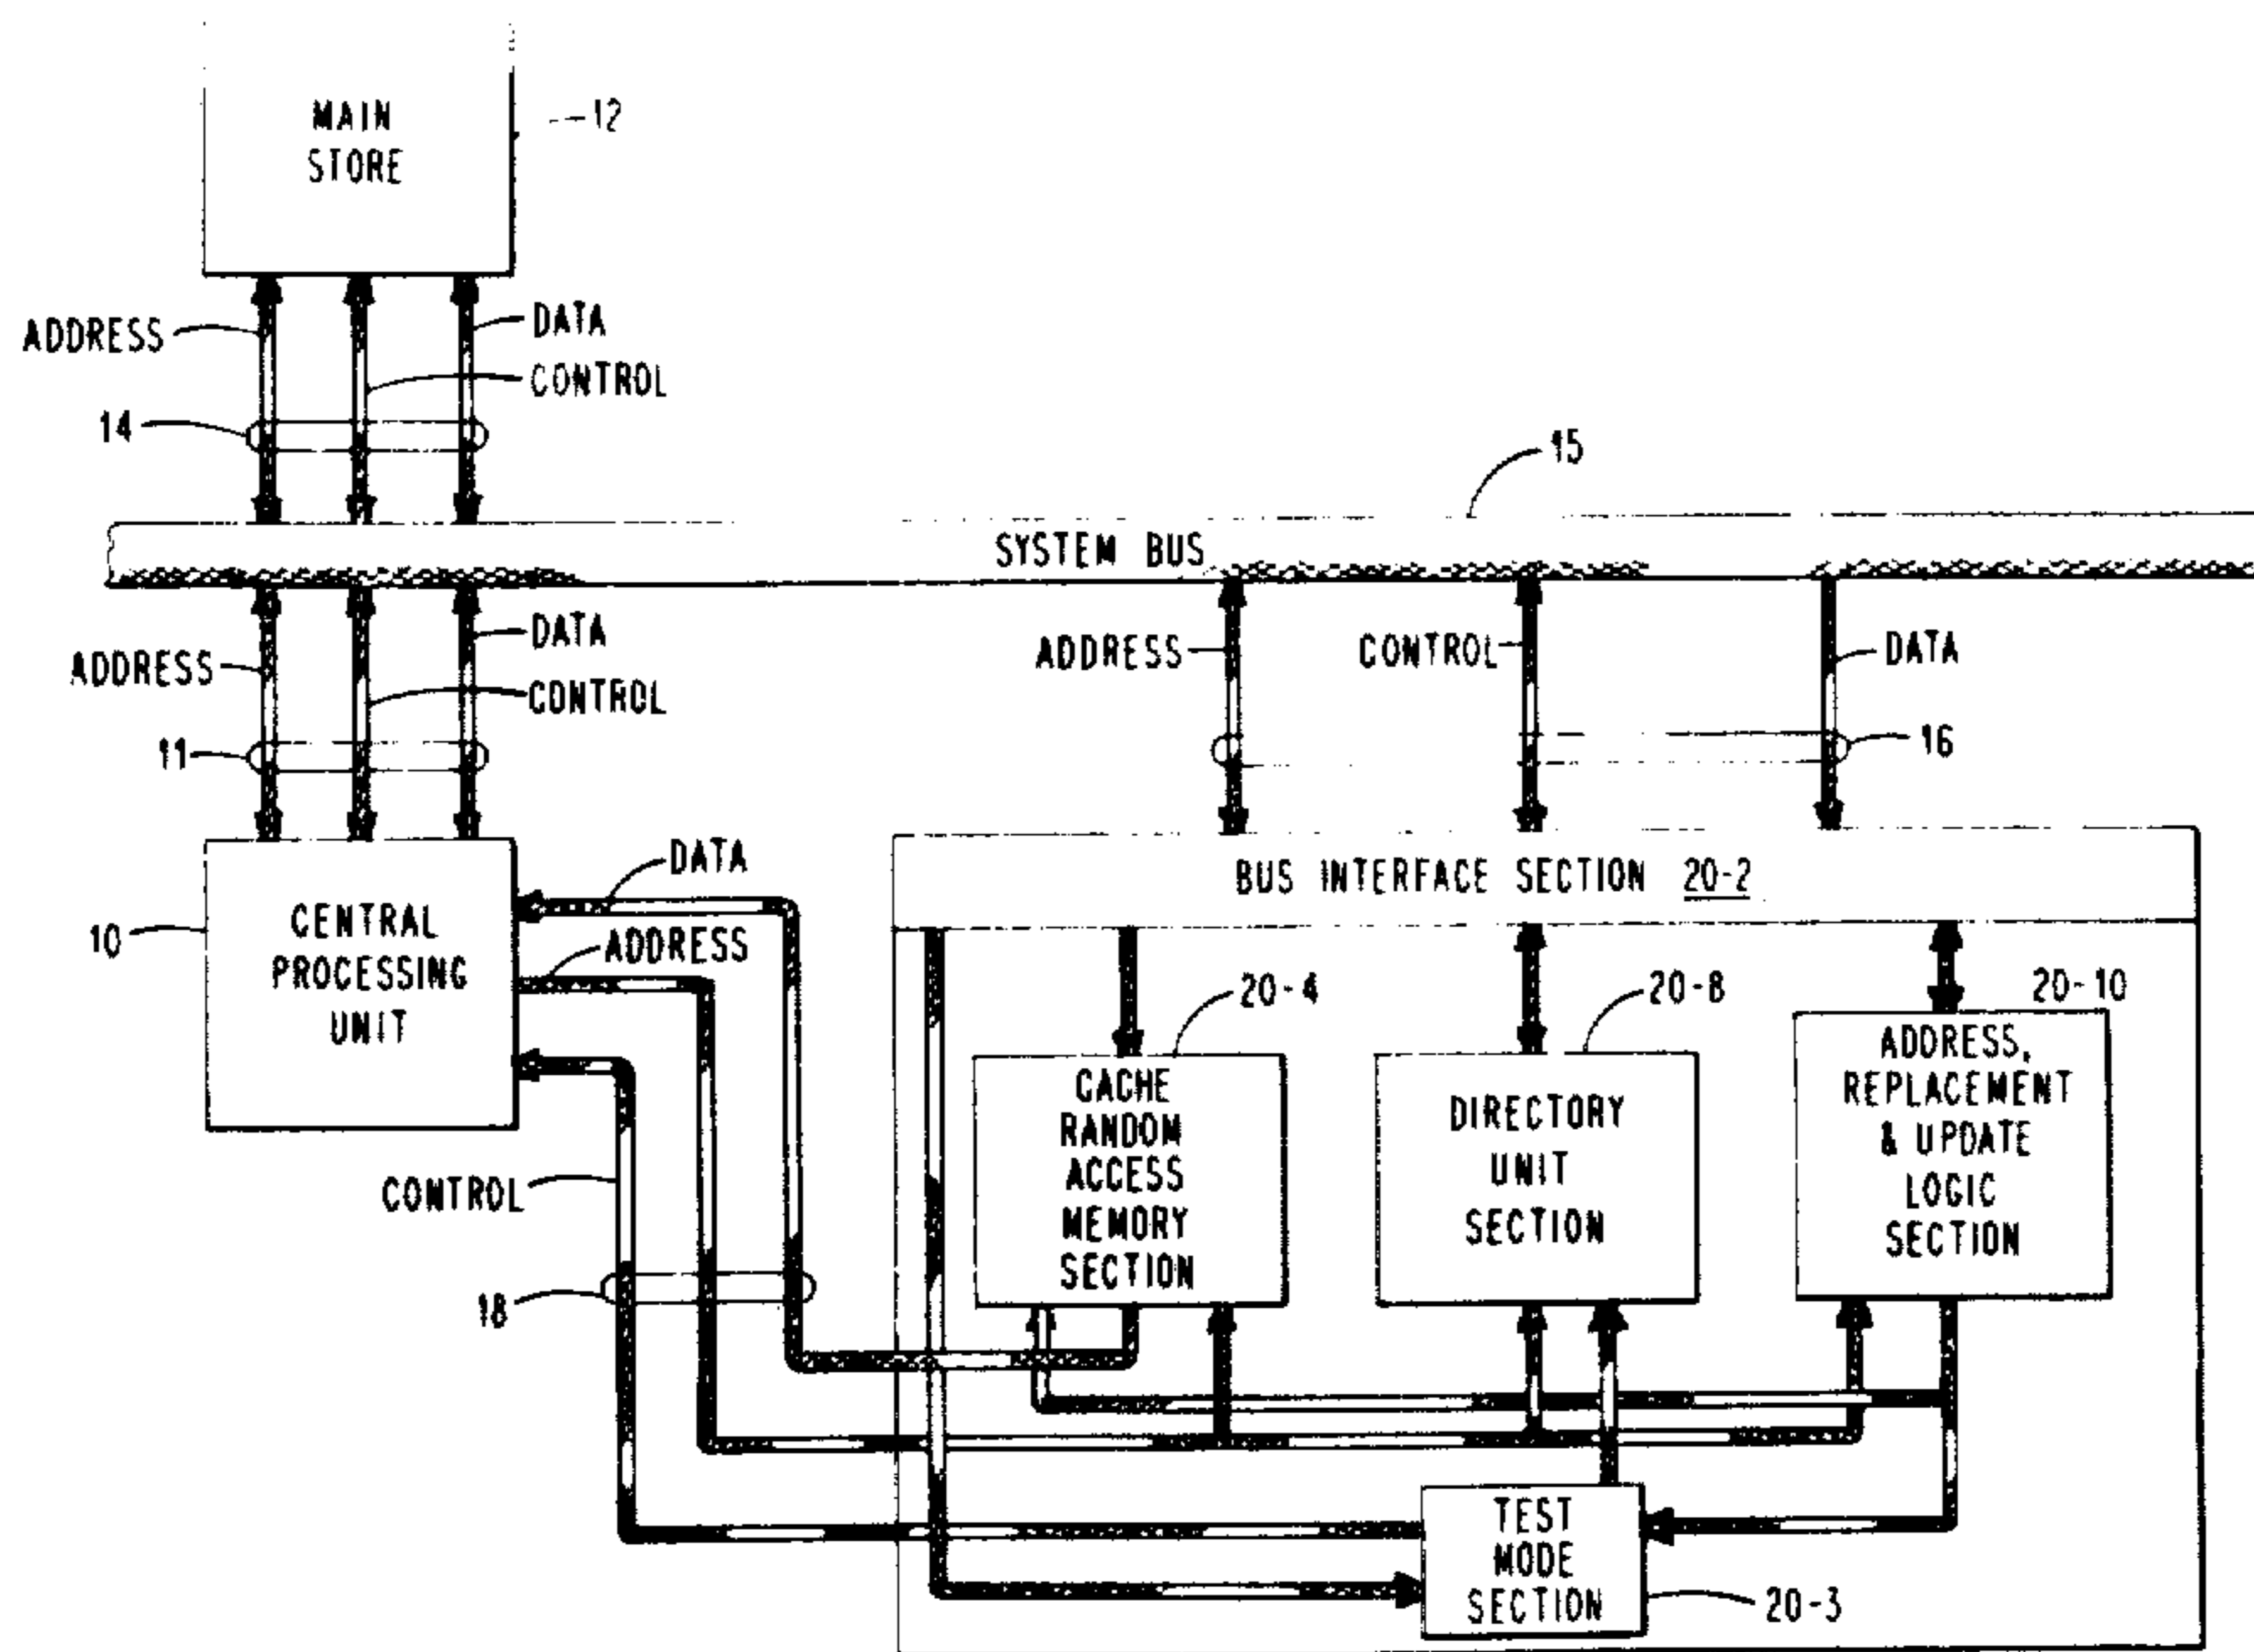 MAIN
STORE
12
ADDRESS
DATA
CONTROL
14
15
SYSTEM BUS
ADDRESS
DATA
CONTROL
11
ADDRESS
CONTROL
DATA
16
BUS INTERFACE SECTION 20-2
10
CENTRAL
PROCESSING
UNIT
DATA
ADDRESS
CONTROL
18
20-4
CACHE
RANDOM
ACCESS
MEMORY
SECTION
20-8
DIRECTORY
UNIT
SECTION
20-10
ADDRESS,
REPLACEMENT
& UPDATE
LOGIC
SECTION
TEST
MODE
SECTION
20-3